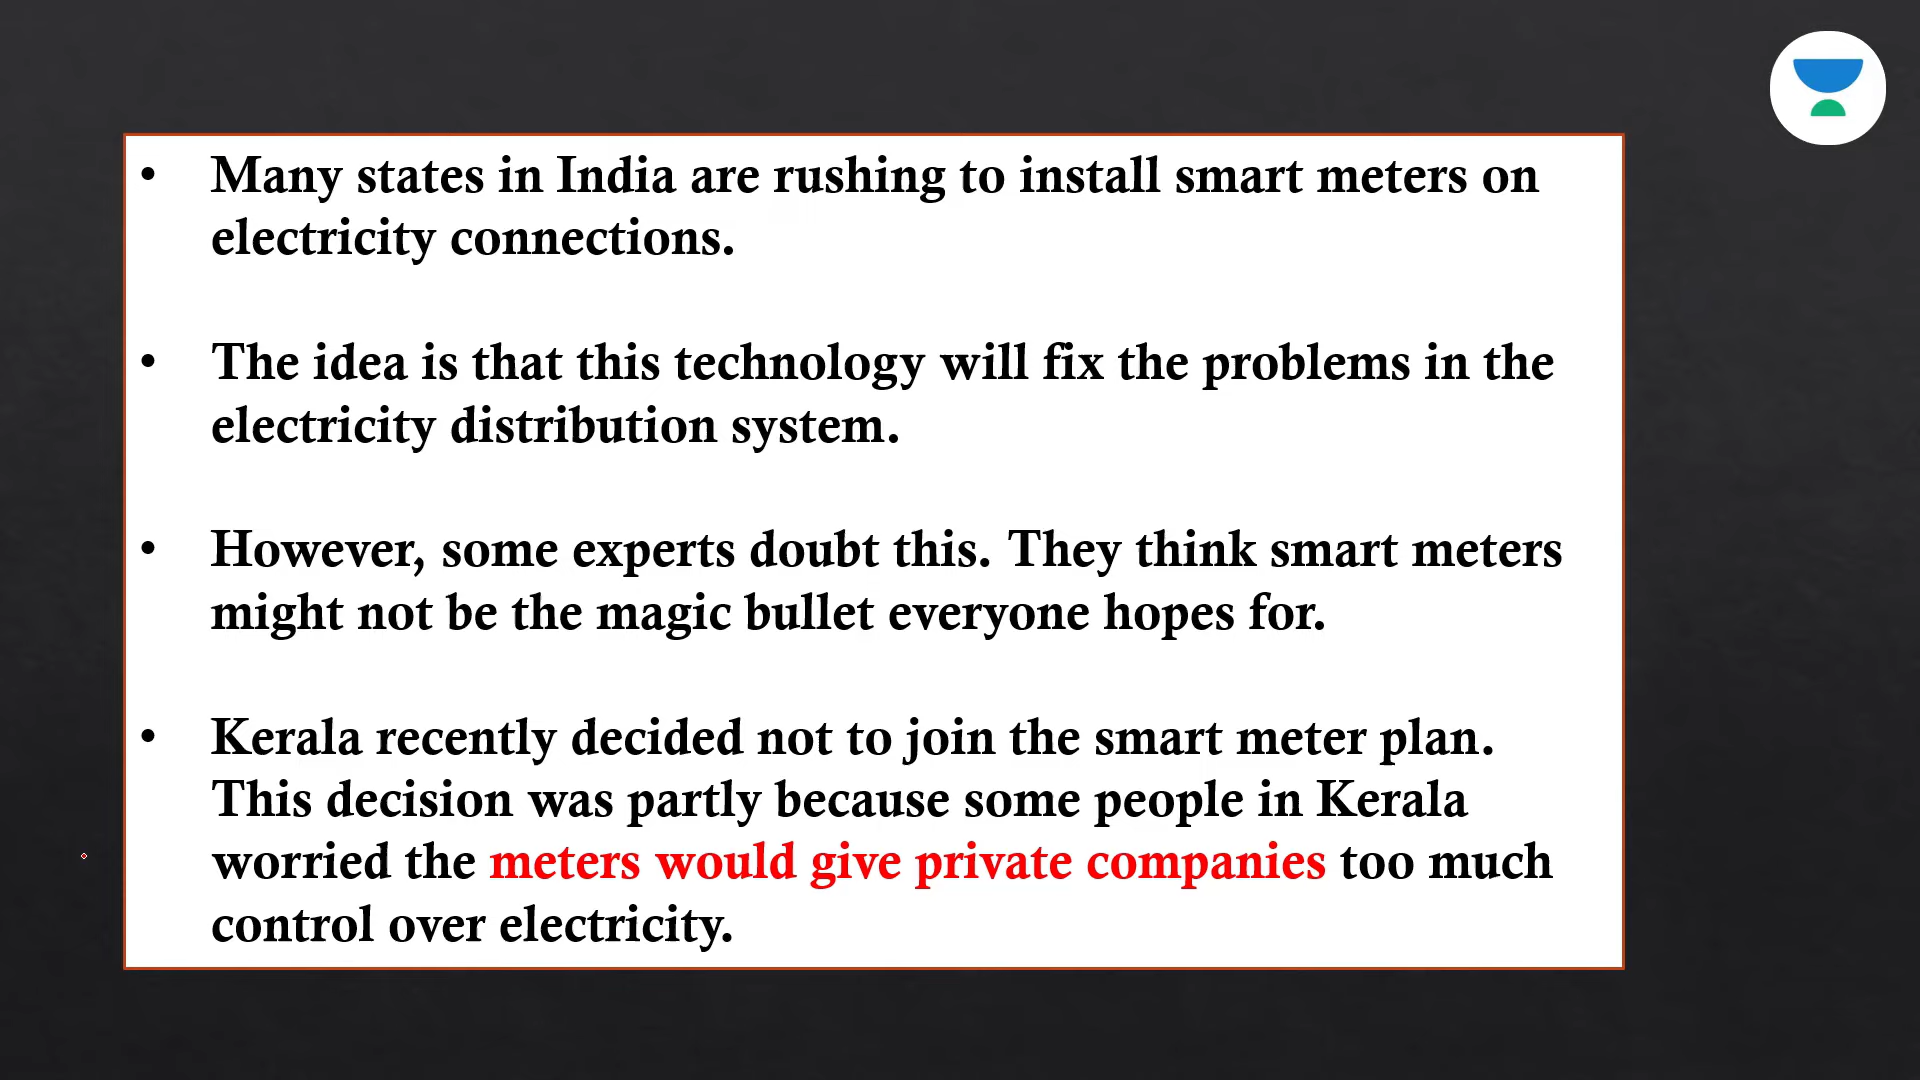 • Many states in India are rushing to install smart meters on
electricity connections.
• The idea is that this technology will fix the problems in the
electricity distribution system.
• However, some experts doubt this. They think smart meters
might not be the magic bullet everyone hopes for.
• Kerala recently decided not to join the smart meter plan.
This decision was partly because some people in Kerala
worried the meters would give private companies too much
control over electricity.